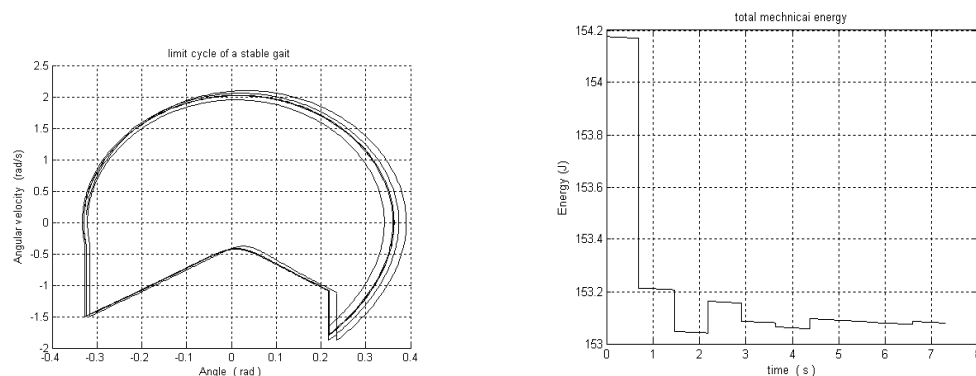 limit cycle of a stable gait
2.5
2
1.5
1
0.5
0
-0.5
-1
-1.5
-2
Angular velocity (rad/s)
-0.4 -0.3 -0.2 -0.1 0 0.1 0.2 0.3 0.4
Angle ( rad )
total mechnicai energy
154.2
154
153.8
153.6
153.4
153.2
153
Energy (J)
0 1 2 3 4 5 6 7 8
time ( s )